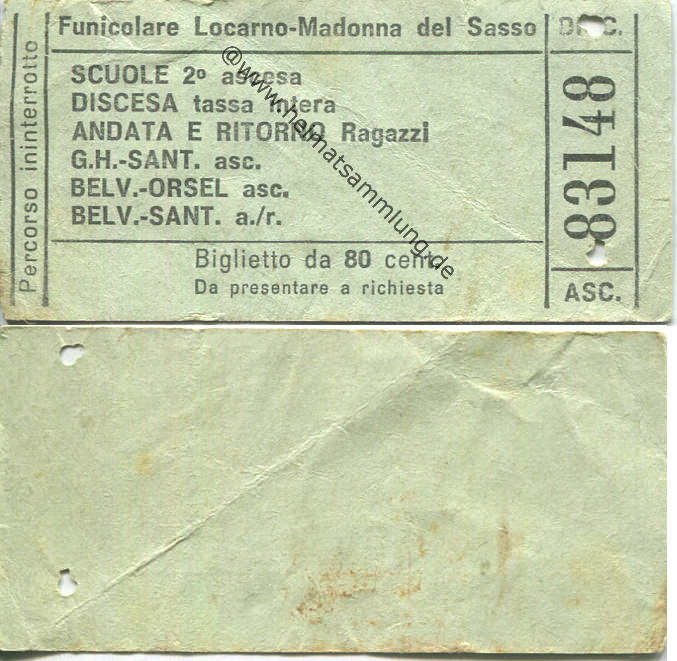 Percorso ininterrotto
Funicolare Locarno-Madonna del Sasso
SCUOLE 2º ascesa
DISCESA tassa intera
ANDATA E RITORNO Ragazzi
G.H.-SANT. asc.
BELV.-ORSEL asc.
BELV.-SANT. a./r.
Biglietto da 80 cent.
Da presentare a richiesta
83148
ASC.
@www.heimatsammlung.de